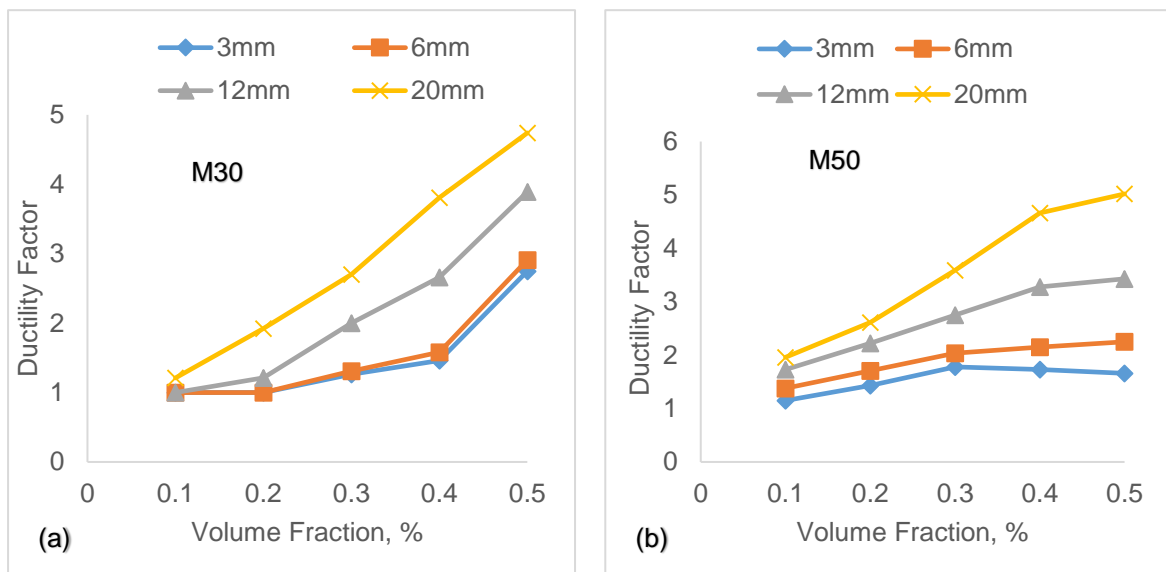 3mm 6mm
12mm 20mm
5
4
3
2
1
0
0 0.1 0.2 0.3 0.4 0.5
Ductility Factor
Volume Fraction, %
M30
(a)
3mm 6mm
12mm 20mm
6
5
4
3
2
1
0
0 0.1 0.2 0.3 0.4 0.5
Ductility Factor
Volume Fraction, %
M50
(b)